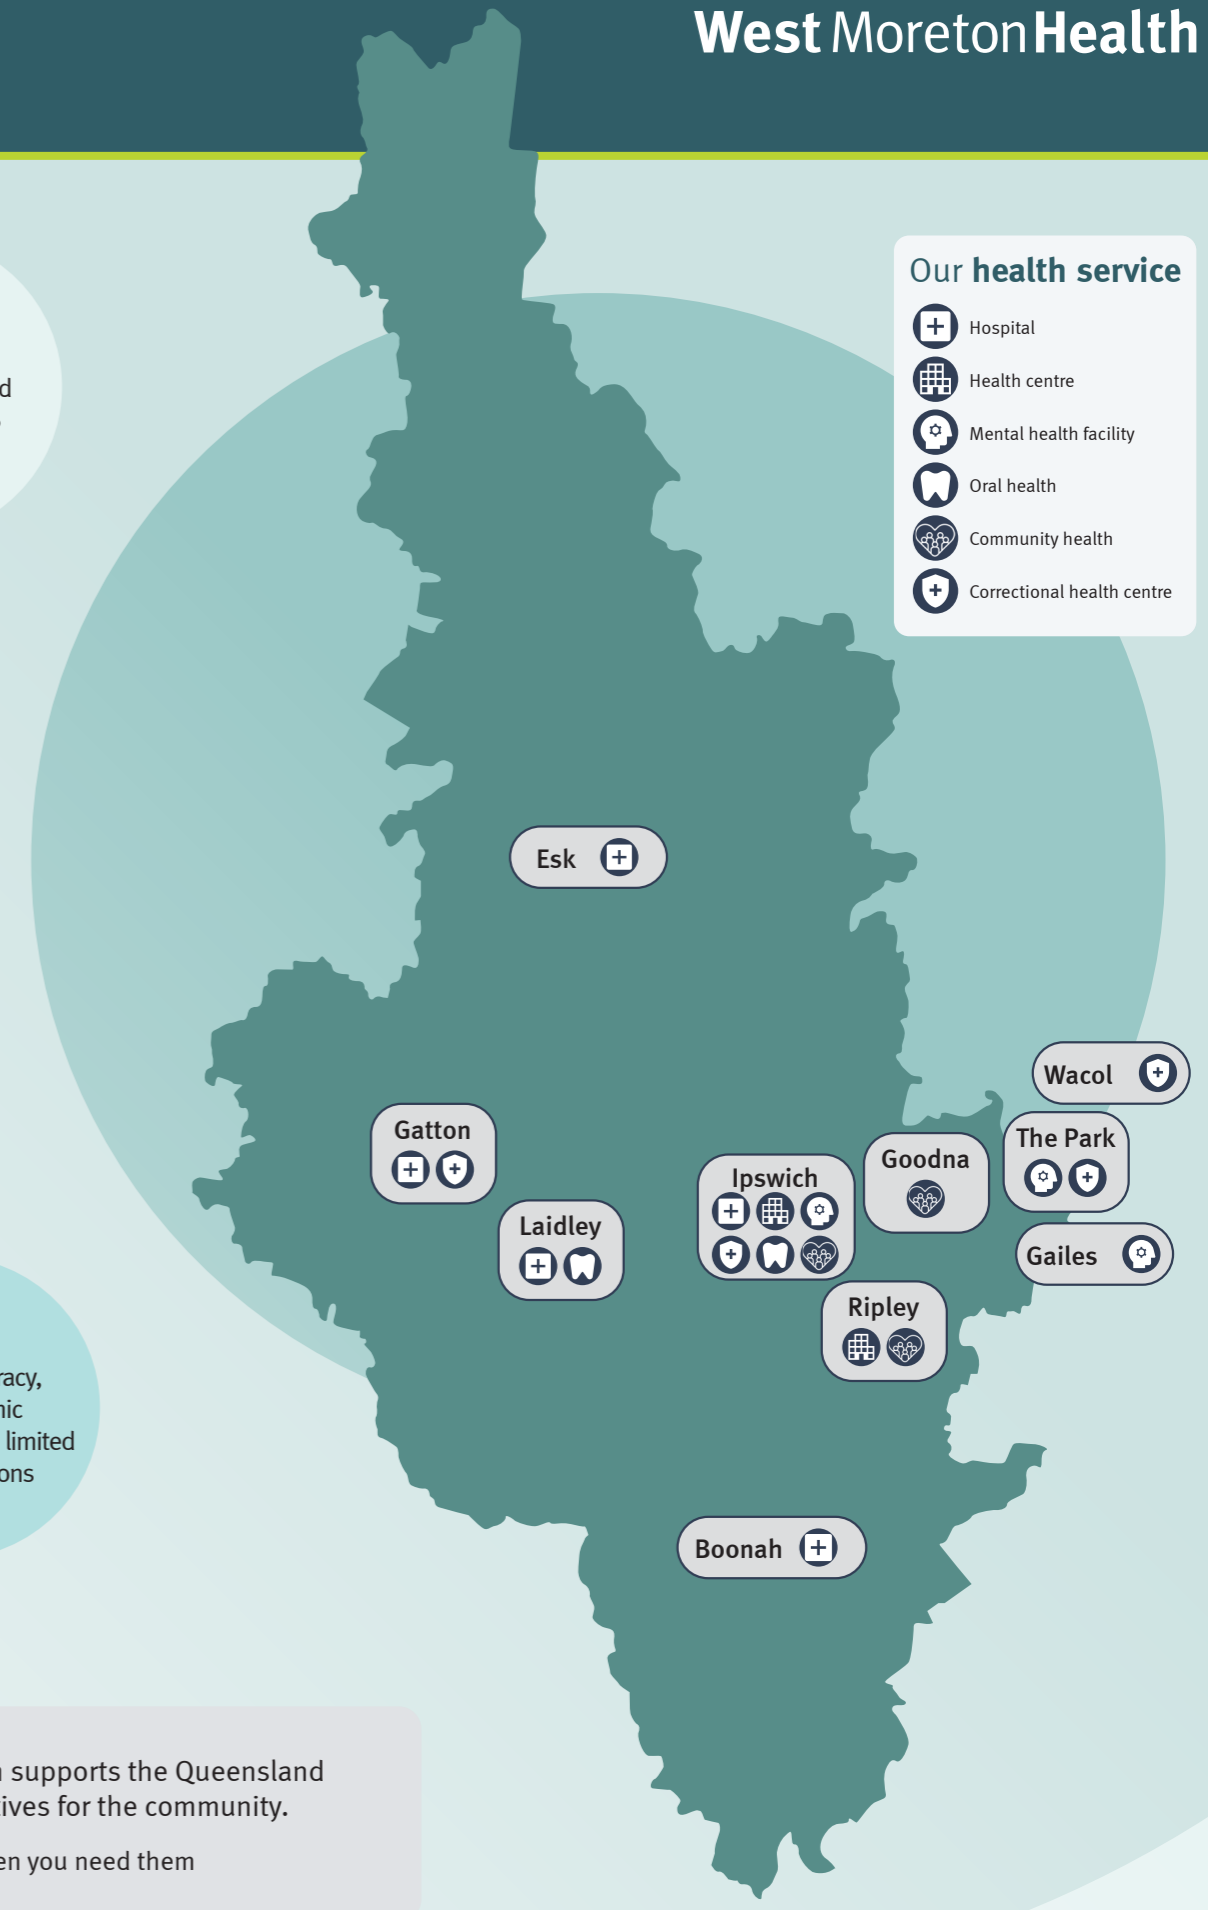 West Moreton Health
Our health service
Hospital
Health centre
Mental health facility
Oral health
Community health
Correctional health centre
d
Esk
Wacol
Gatton
The Park
Goodna
Ipswich
Laidley
Gailes
Ripley
racy,
nic
limited
ons
Boonah
supports the Queensland
tives for the community.
en you need them